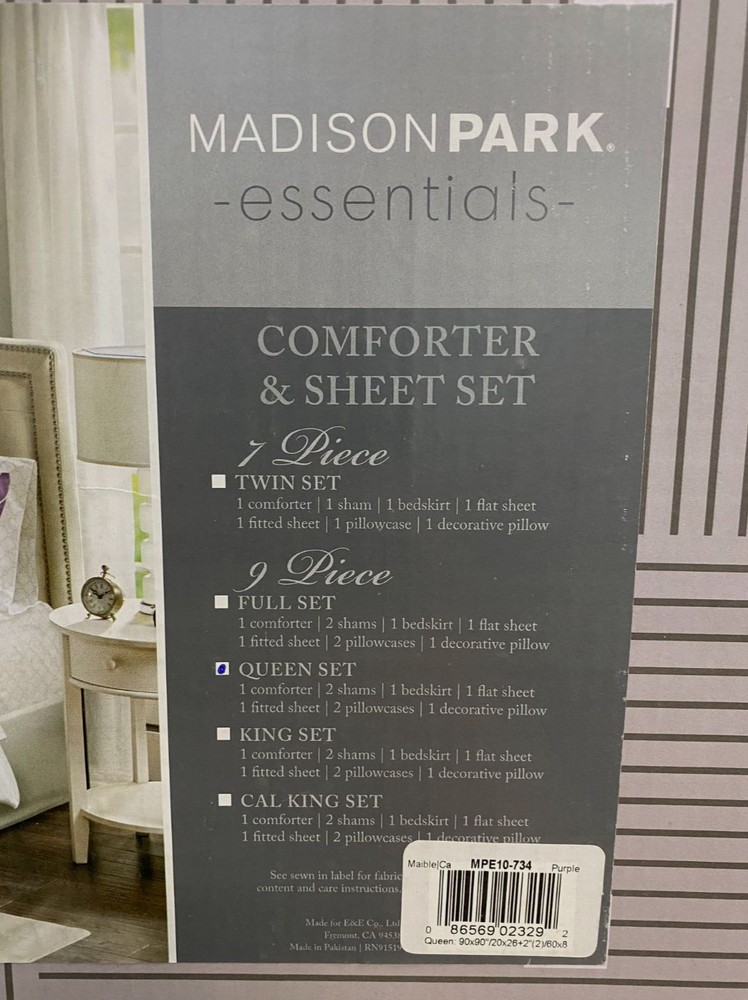 MADISONPARK®
-essentials-
COMFORTER
& SHEET SET
7 Piece
TWIN SET
1 comforter | 1 sham | 1 bedskirt | 1 flat sheet
1 fitted sheet | 1 pillowcase | 1 decorative pillow
9 Piece
FULL SET
1 comforter | 2 shams | 1 bedskirt | 1 flat sheet
1 fitted sheet | 2 pillowcases | 1 decorative pillow
QUEEN SET
1 comforter | 2 shams | 1 bedskirt | 1 flat sheet
1 fitted sheet | 2 pillowcases | 1 decorative pillow
KING SET
1 comforter | 2 shams | 1 bedskirt | 1 flat sheet
1 fitted sheet | 2 pillowcases | 1 decorative pillow
CAL KING SET
1 comforter | 2 shams | 1 bedskirt | 1 flat sheet
1 fitted sheet | 2 pillowcases | 1 decorative pillow
See sewn in label for fabric
content and care instructions.
Made for E&E Co., Ltd
Fremont, CA 9453
Made in Pakistan | RN9151
Maible|Ca MPE10-734 Purple
0 86569 02329 2
Queen: 90x90"/20x26+2"(2)/60x8